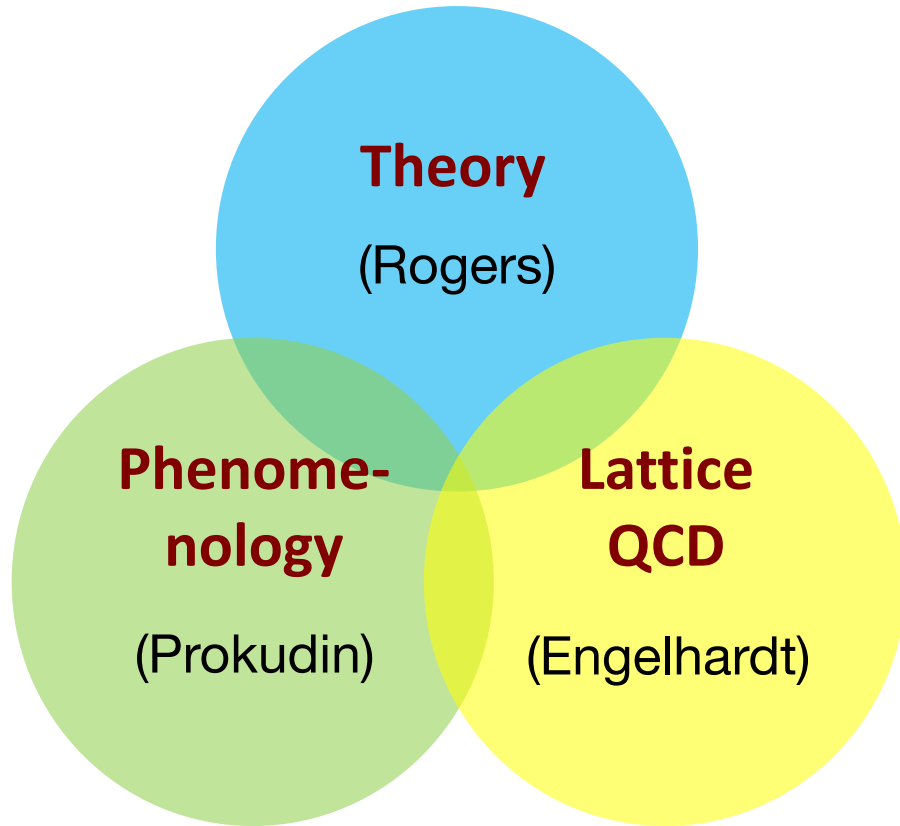 Theory
(Rogers)
Phenome-
nology
(Prokudin)
Lattice
QCD
(Engelhardt)